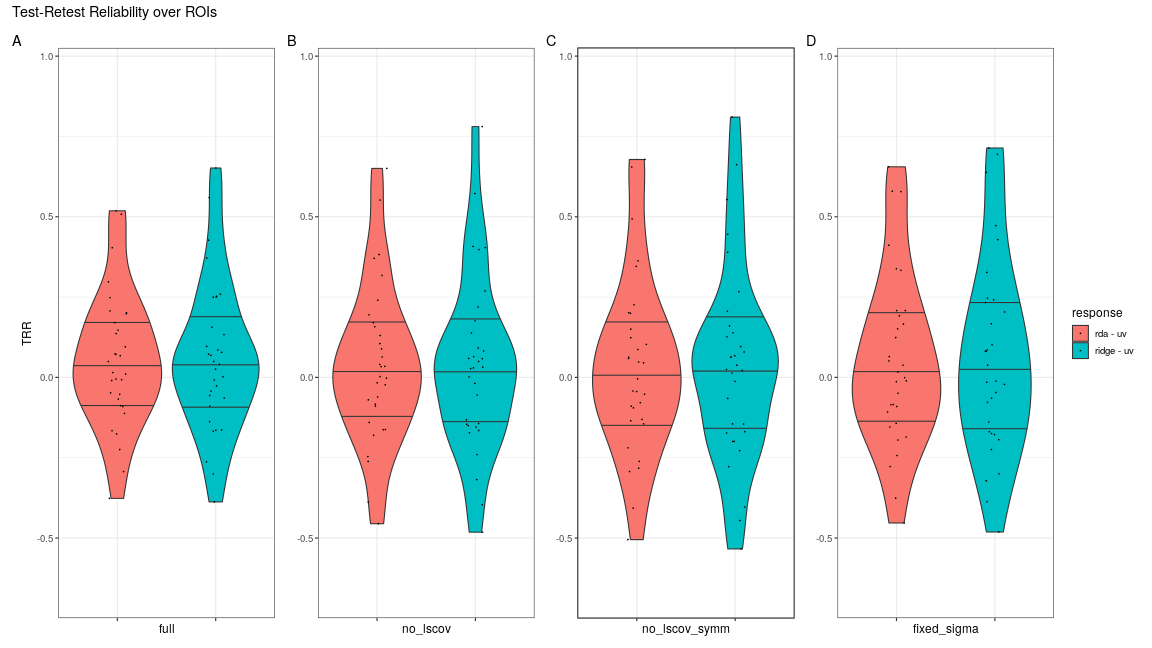 Test-Retest Reliability over ROIs
A
B
C
D
1.0
0.5
0.0
-0.5
1.0
0.5
0.0
-0.5
1.0
0.5
0.0
-0.5
1.0
0.5
0.0
-0.5
TRR
full
no_lscov
no_lscov_symm
fixed_sigma
response
rda - uv
ridge - uv